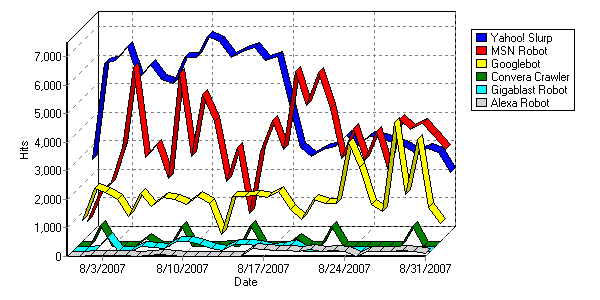 7,000
6,000
5,000
4,000
3,000
2,000
1,000
0
Hits
8/3/2007 8/10/2007 8/17/2007 8/24/2007 8/31/2007
Date
Yahoo! Slurp
MSN Robot
Googlebot
Convera Crawler
Gigablast Robot
Alexa Robot